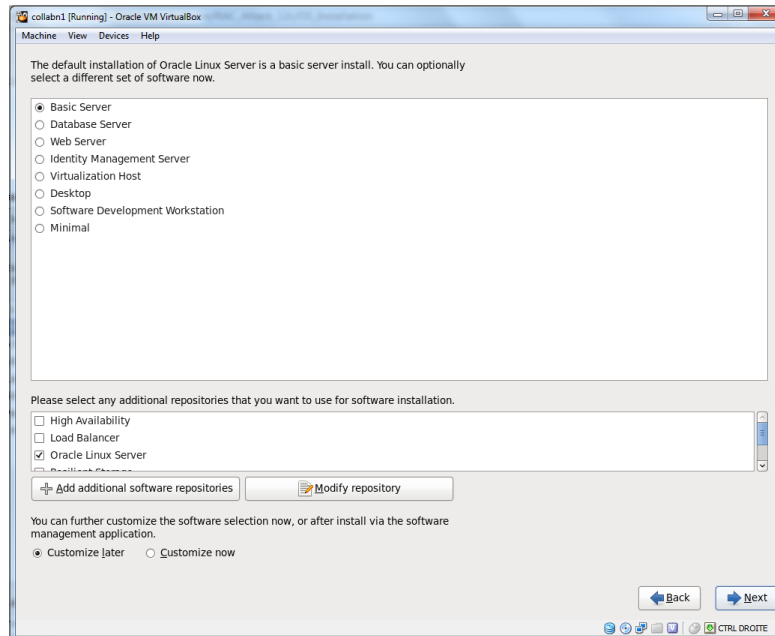 collabn1 [Running] - Oracle VM VirtualBox
Machine View Devices Help
The default installation of Oracle Linux Server is a basic server install. You can optionally
select a different set of software now.
Basic Server
Database Server
Web Server
Identity Management Server
Virtualization Host
Desktop
Software Development Workstation
Minimal
Please select any additional repositories that you want to use for software installation.
High Availability
Load Balancer
Oracle Linux Server
Resilient Storage
Add additional software repositories Modify repository
You can further customize the software selection now, or after install via the software
management application.
Customize later Customize now
Back Next
CTRL DROITE